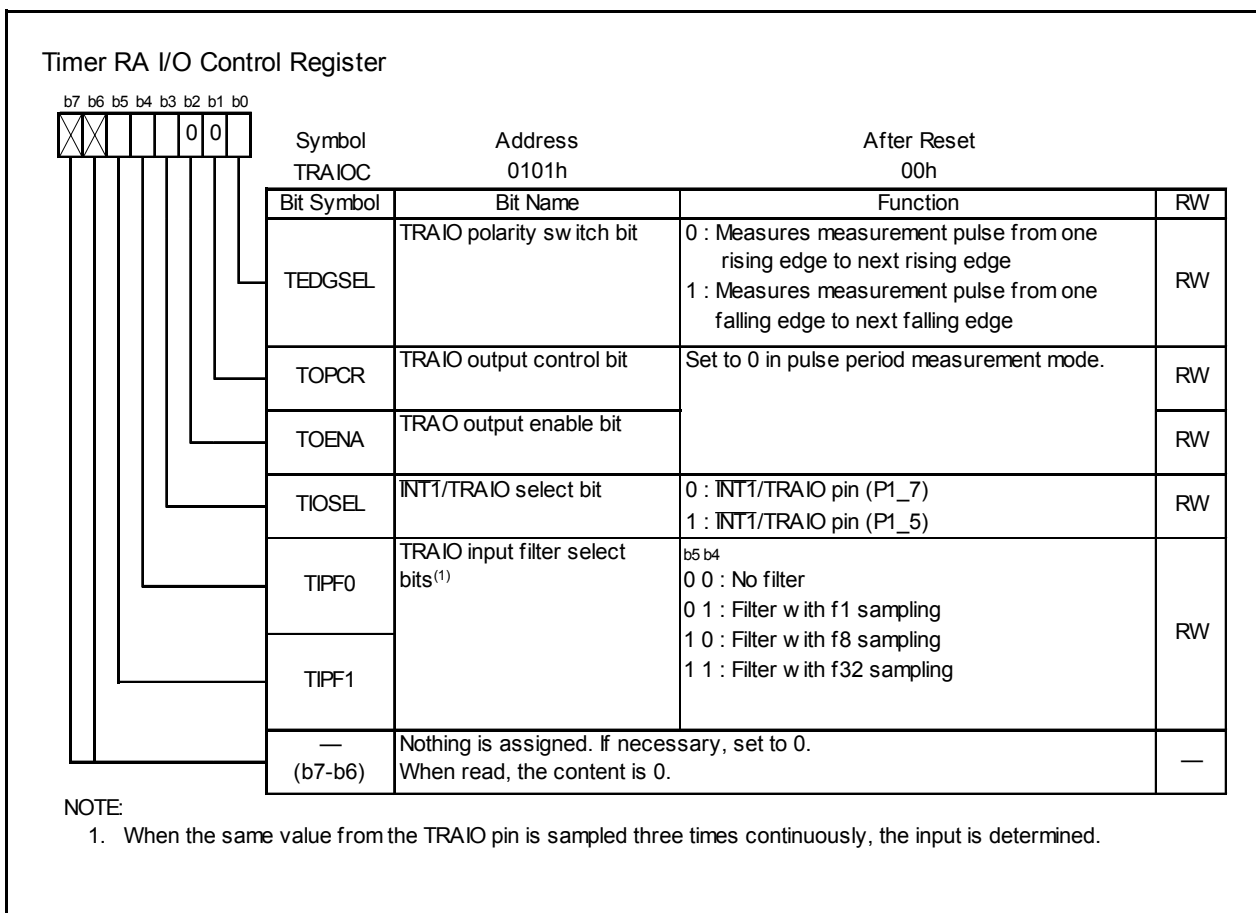 Timer RA I/O Control Register
b7 b6 b5 b4 b3 b2 b1 b0
0 0
Symbol Address After Reset
TRAIOC 0101h 00h
Bit Symbol Bit Name Function RW
TEDGSEL TRAIO polarity switch bit 0 : Measures measurement pulse from one RW
rising edge to next rising edge
1 : Measures measurement pulse from one
falling edge to next falling edge
TOPCR TRAIO output control bit Set to 0 in pulse period measurement mode. RW
TOENA TRAO output enable bit RW
TIOSEL INT1/TRAIO select bit 0 : INT1/TRAIO pin (P1_7) RW
1 : INT1/TRAIO pin (P1_5)
TIPF0 TRAIO input filter select b5 b4 RW
bits(1) 0 0 : No filter
0 1 : Filter with f1 sampling
1 0 : Filter with f8 sampling
TIPF1 1 1 : Filter with f32 sampling
— Nothing is assigned. If necessary, set to 0. —
(b7-b6) When read, the content is 0.
NOTE:
1. When the same value from the TRAIO pin is sampled three times continuously, the input is determined.